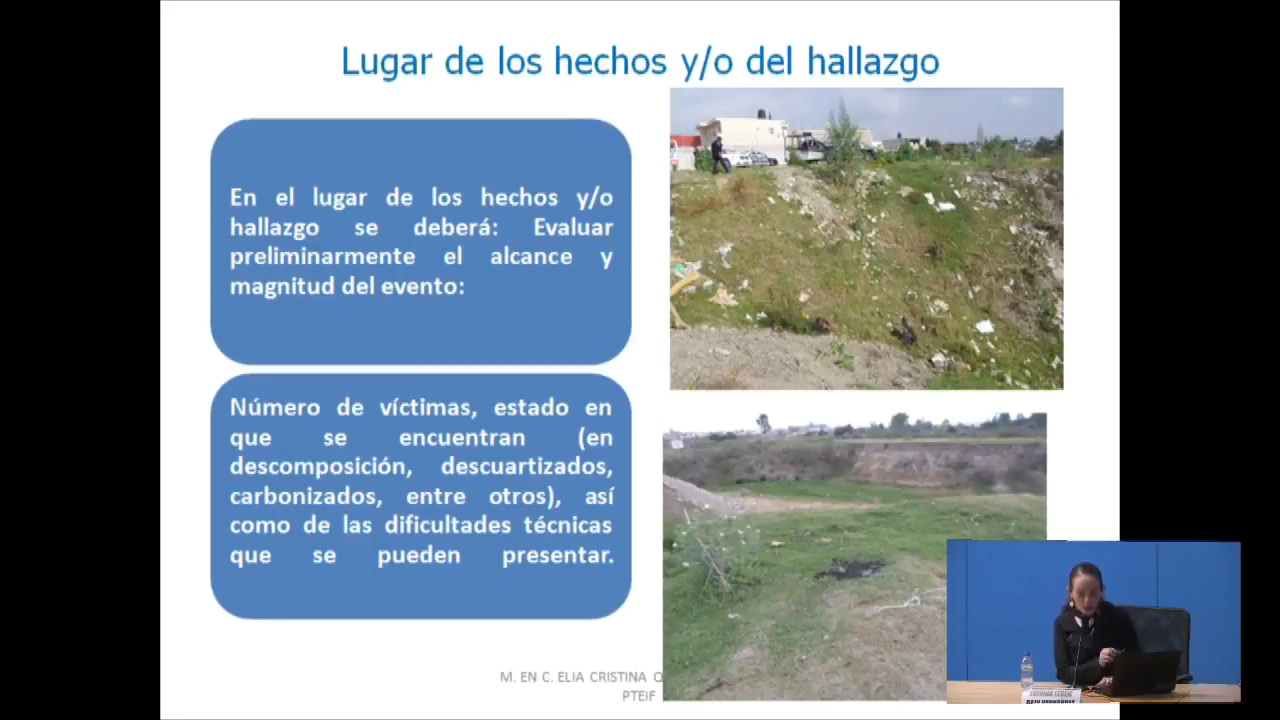 Lugar de los hechos y/o del hallazgo
En el lugar de los hechos y/o
hallazgo se deberá: Evaluar
preliminarmente el alcance y
magnitud del evento:
Número de víctimas, estado en
que se encuentran (en
descomposición, descuartizados,
carbonizados, entre otros), así
como de las dificultades técnicas
que se pueden presentar.
M. EN C. ELIA CRISTINA
PTEIF